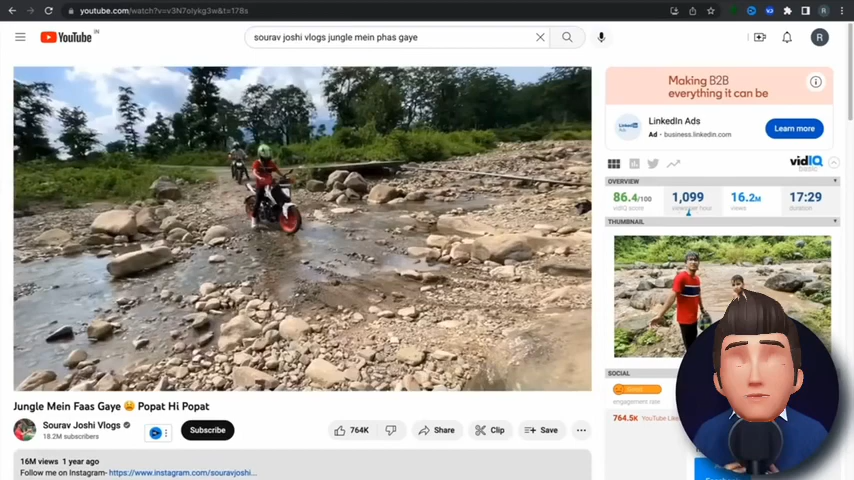 youtube.com/watch?v=v3N7olykg3w&t=178s
YouTube IN
sourav joshi vlogs jungle mein phas gaye
R
R
Making B2B
everything it can be
LinkedIn Ads
Ad • business.linkedin.com
Learn more
vidIQ
OVERVIEW
86.4/100
1,099
16.2M
17:29
vidIQ score
views
duration
THUMBNAIL
SOCIAL
engagement rate
764.5K YouTube
Jungle Mein Faas Gaye 😫 Popat Hi Popat
Sourav Joshi Vlogs
18.2M subscribers
Subscribe
764K
Share
Clip
Save
16M views 1 year ago
Follow me on Instagram- https://www.instagram.com/souravjoshi...